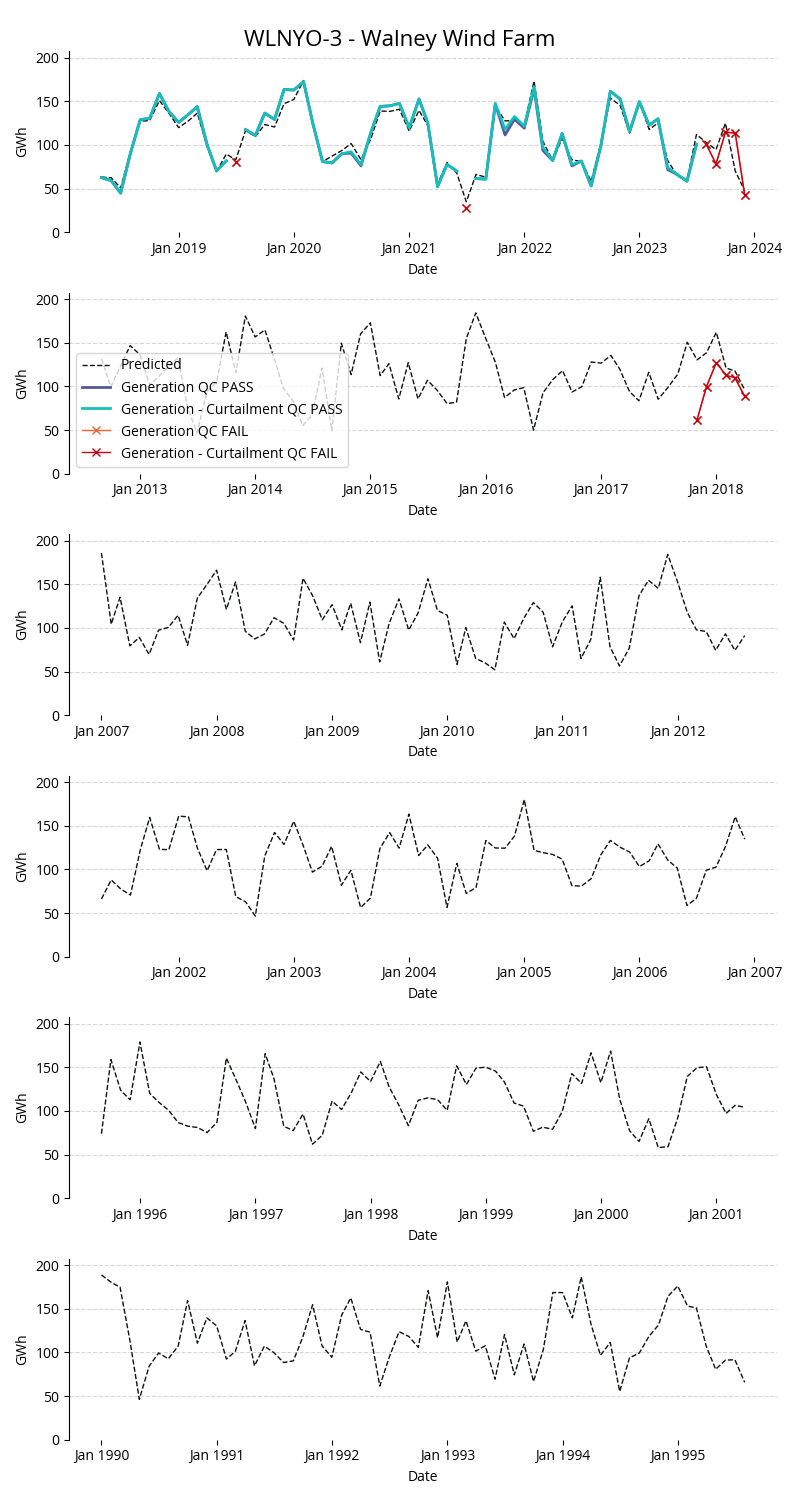 WLNYO-3 - Walney Wind Farm
200
150
100
50
0
GWh
Jan 2019 Jan 2020 Jan 2021 Jan 2022 Jan 2023 Jan 2024
Date
200
150
100
50
0
GWh
Predicted
Generation QC PASS
Generation - Curtailment QC PASS
Generation QC FAIL
Generation - Curtailment QC FAIL
Jan 2013 Jan 2014 Jan 2015 Jan 2016 Jan 2017 Jan 2018
Date
200
150
100
50
0
GWh
Jan 2007 Jan 2008 Jan 2009 Jan 2010 Jan 2011 Jan 2012
Date
200
150
100
50
0
GWh
Jan 2002 Jan 2003 Jan 2004 Jan 2005 Jan 2006 Jan 2007
Date
200
150
100
50
0
GWh
Jan 1996 Jan 1997 Jan 1998 Jan 1999 Jan 2000 Jan 2001
Date
200
150
100
50
0
GWh
Jan 1990 Jan 1991 Jan 1992 Jan 1993 Jan 1994 Jan 1995
Date